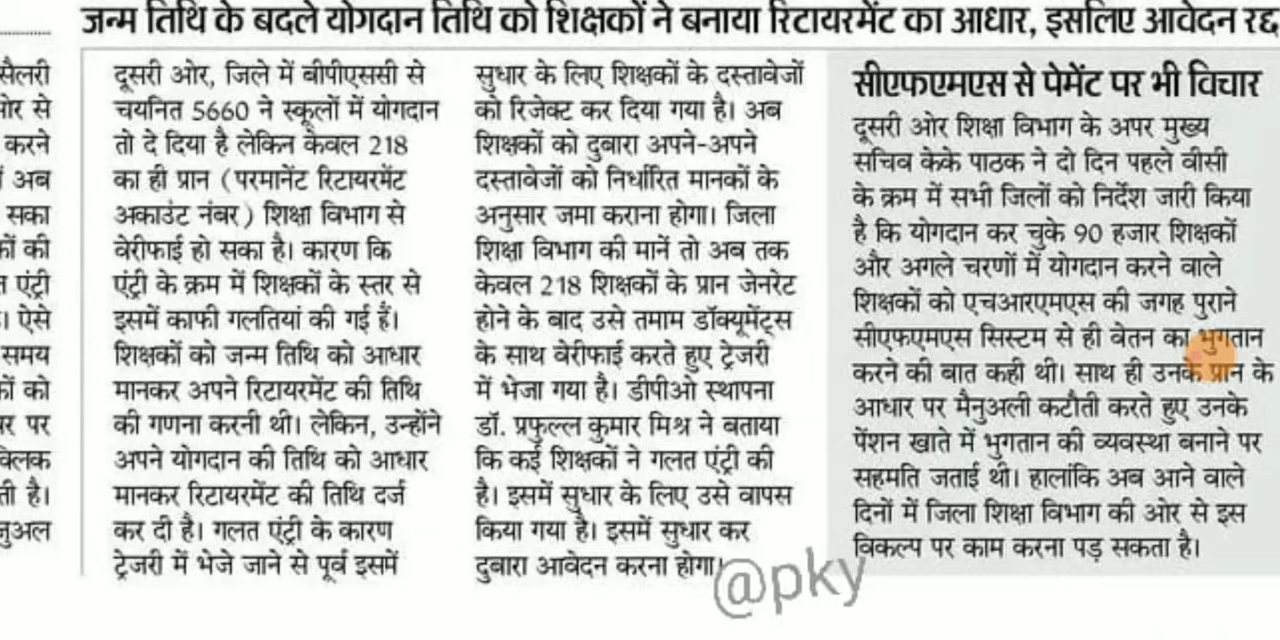 जन्म तिथि के बदले योगदान तिथि को शिक्षकों ने बनाया रिटायरमेंट का आधार, इसलिए आवेदन रद्द
सैलरी
करने
अब
सका
की
एंट्री
। ऐसे
समय
को
पर
ती है।
दूसरी ओर, जिले में बीपीएससी से
चयनित 5660 ने स्कूलों में योगदान
तो दे दिया है लेकिन केवल 218
का ही प्रान (परमानेंट रिटायरमेंट
अकाउंट नंबर) शिक्षा विभाग से
वेरीफाई हो सका है। कारण कि
एंट्री के क्रम में शिक्षकों के स्तर से
इसमें काफी गलतियां की गई हैं।
शिक्षकों को जन्म तिथि को आधार
मानकर अपने रिटायरमेंट की तिथि
की गणना करनी थी। लेकिन, उन्होंने
अपने योगदान की तिथि को आधार
मानकर रिटायरमेंट की तिथि दर्ज
कर दी है। गलत एंट्री के कारण
ट्रेजरी में भेजे जाने से पूर्व इसमें
सुधार के लिए शिक्षकों के दस्तावेजों
को रिजेक्ट कर दिया गया है। अब
शिक्षकों को दुबारा अपने-अपने
दस्तावेजों को निर्धारित मानकों के
अनुसार जमा कराना होगा। जिला
शिक्षा विभाग की मानें तो अब तक
केवल 218 शिक्षकों के प्रान जेनरेट
होने के बाद उसे तमाम डॉक्यूमेंट्स
के साथ वेरीफाई करते हुए ट्रेजरी
में भेजा गया है। डीपीओ स्थापना
डॉ. प्रफुल्ल कुमार मिश्र ने बताया
कि कई शिक्षकों ने गलत एंट्री की
है। इसमें सुधार के लिए उसे वापस
किया गया है। इसमें सुधार कर
दुबारा आवेदन करना होगा।
सीएफएमएस से पेमेंट पर भी विचार
दूसरी ओर शिक्षा विभाग के अपर मुख्य
सचिव केके पाठक ने दो दिन पहले वीसी
के क्रम में सभी जिलों को निर्देश जारी किया
है कि योगदान कर चुके 90 हजार शिक्षकों
और अगले चरणों में योगदान करने वाले
शिक्षकों को एचआरएमएस की जगह पुराने
सीएफएमएस सिस्टम से ही वेतन का भुगतान
करने की बात कही थी। साथ ही उनके प्रान के
आधार पर मैनुअली कटौती करते हुए उनके
पेंशन खाते में भुगतान की व्यवस्था बनाने पर
सहमति जताई थी। हालांकि अब आने वाले
दिनों में जिला शिक्षा विभाग की ओर से इस
विकल्प पर काम करना पड़ सकता है।
@pky